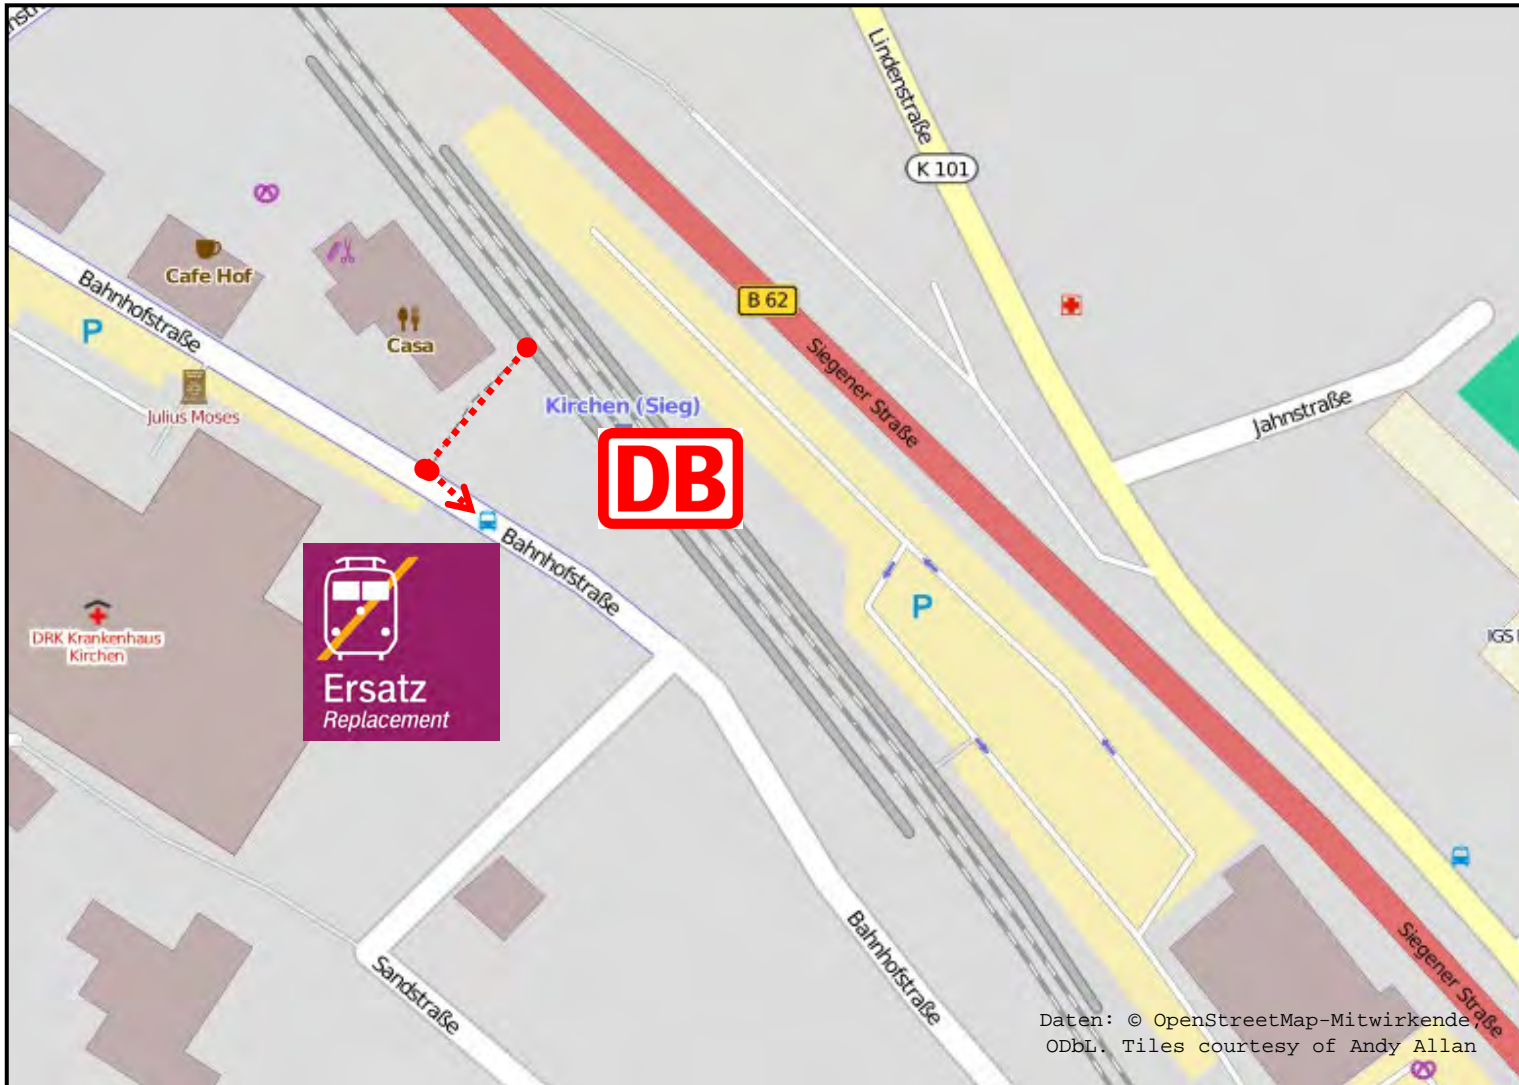 Lindenstraße
K 101
Cafe Hof
Bahnhofstraße
P
B 62
Casa
Siegener Straße
Julius Moses
Kirchen (Sieg)
Jahnstraße
DB
Bahnhofstraße
P
DRK Krankenhaus
Kirchen
IGS
Ersatz
Replacement
Bahnhofstraße
Sandstraße
Siegener Straße
Daten: © OpenStreetMap-Mitwirkende,
ODbL. Tiles courtesy of Andy Allan